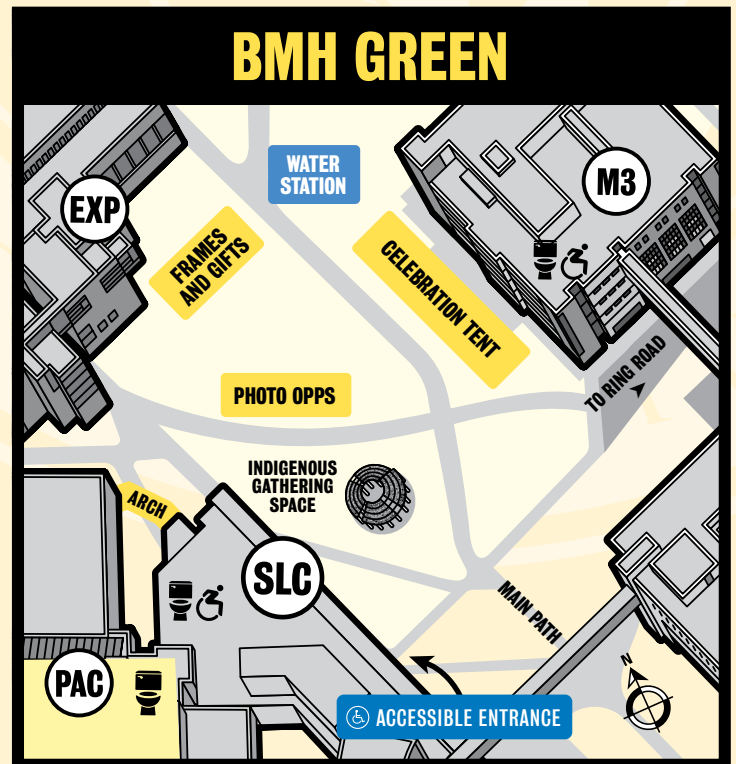 BMH GREEN
WATER
STATION
M3
EXP
FRAMES
AND GIFTS
CELEBRATION TENT
TO RING ROAD
PHOTO OPPS
INDIGENOUS
GATHERING
SPACE
ARCH
SLC
MAIN PATH
N
PAC
ACCESSIBLE ENTRANCE